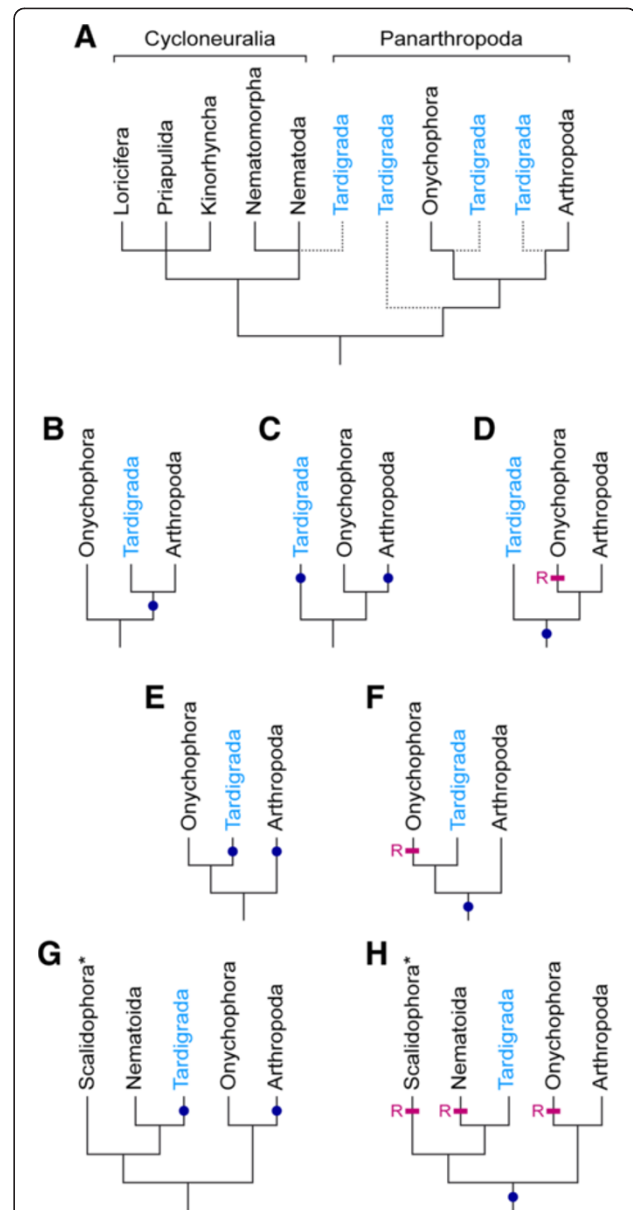 A
Cycloneuralia Panarthropoda
Loricifera Priapulida Kinorhyncha Nematomorpha Nematoda Tardigrada Tardigrada Onychophora Tardigrada Tardigrada Arthropoda
B C D
Onychophora Tardigrada Arthropoda Tardigrada Onychophora Arthropoda Tardigrada Onychophora Arthropoda
R
E F
Onychophora Tardigrada Arthropoda Onychophora Tardigrada Arthropoda
R
G H
Scalidophora* Nematoida Tardigrada Onychophora Arthropoda Scalidophora* Nematoida Tardigrada Onychophora Arthropoda
R R R